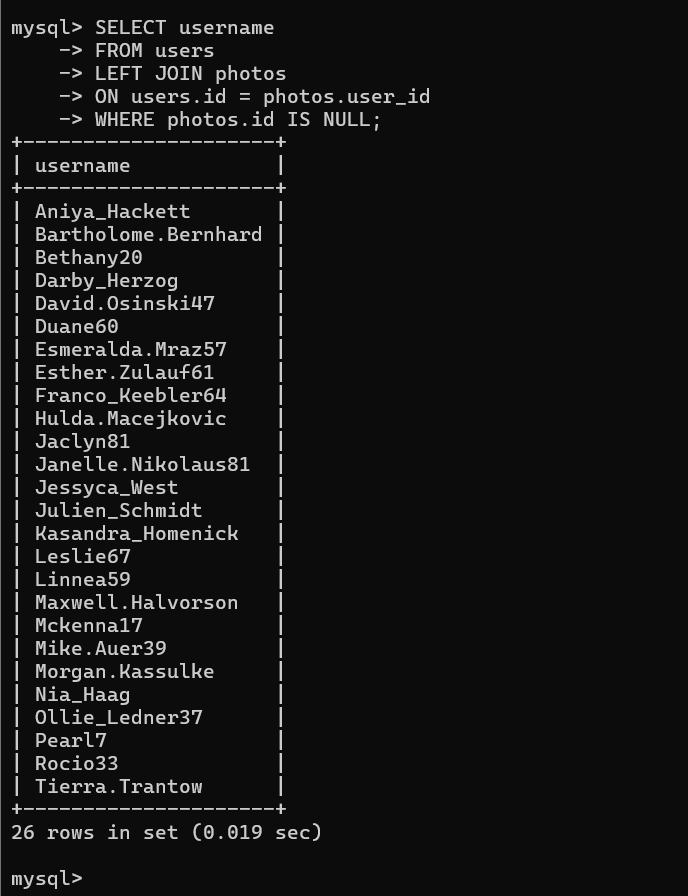 mysql> SELECT username
    -> FROM users
    -> LEFT JOIN photos
    -> ON users.id = photos.user_id
    -> WHERE photos.id IS NULL;
+---------------------+
| username            |
+---------------------+
| Aniya_Hackett       |
| Bartholome.Bernhard |
| Bethany20           |
| Darby_Herzog        |
| David.Osinski47     |
| Duane60             |
| Esmeralda.Mraz57    |
| Esther.Zulauf61     |
| Franco_Keebler64    |
| Hulda.Macejkovic    |
| Jaclyn81            |
| Janelle.Nikolaus81  |
| Jessyca_West        |
| Julien_Schmidt      |
| Kasandra_Homenick   |
| Leslie67            |
| Linnea59            |
| Maxwell.Halvorson   |
| Mckenna17           |
| Mike.Auer39         |
| Morgan.Kassulke     |
| Nia_Haag            |
| Ollie_Ledner37      |
| Pearl7              |
| Rocio33             |
| Tierra.Trantow      |
+---------------------+
26 rows in set (0.019 sec)

mysql>